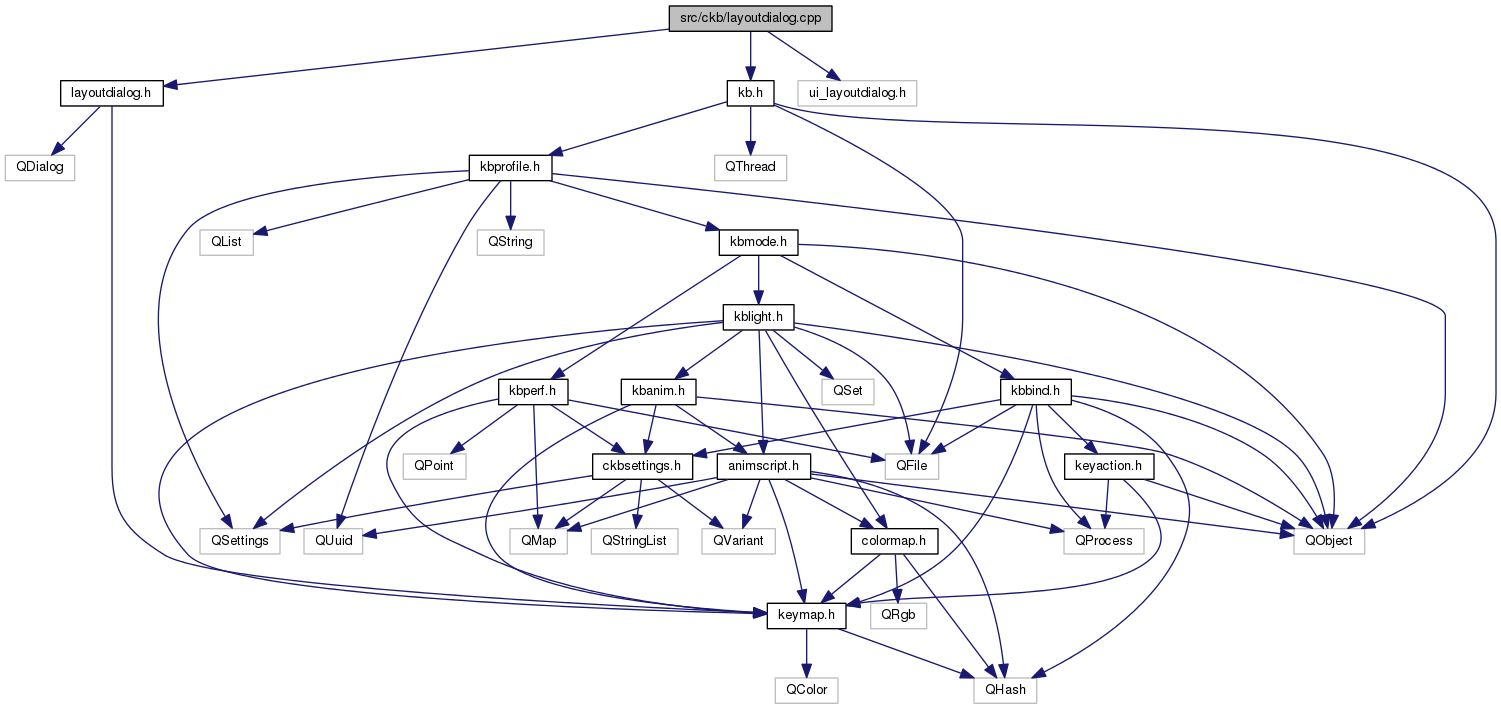 src/ckb/layoutdialog.cpp
layoutdialog.h
kb.h
ui_layoutdialog.h
QDialog
kbprofile.h
QThread
QList
QString
kbmode.h
kblight.h
kbperf.h
kbanim.h
QSet
kbbind.h
QPoint
ckbsettings.h
animscript.h
QFile
keyaction.h
QSettings
QUuid
QMap
QStringList
QVariant
colormap.h
QProcess
QObject
keymap.h
QRgb
QColor
QHash